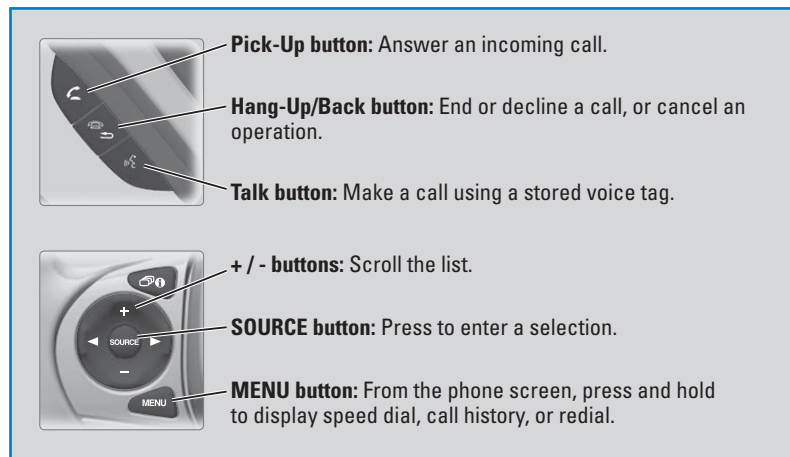 Pick-Up button: Answer an incoming call.
Hang-Up/Back button: End or decline a call, or cancel an
operation.
Talk button: Make a call using a stored voice tag.
+ / - buttons: Scroll the list.
+
SOURCE
−
MENU
SOURCE button: Press to enter a selection.
MENU button: From the phone screen, press and hold
to display speed dial, call history, or redial.